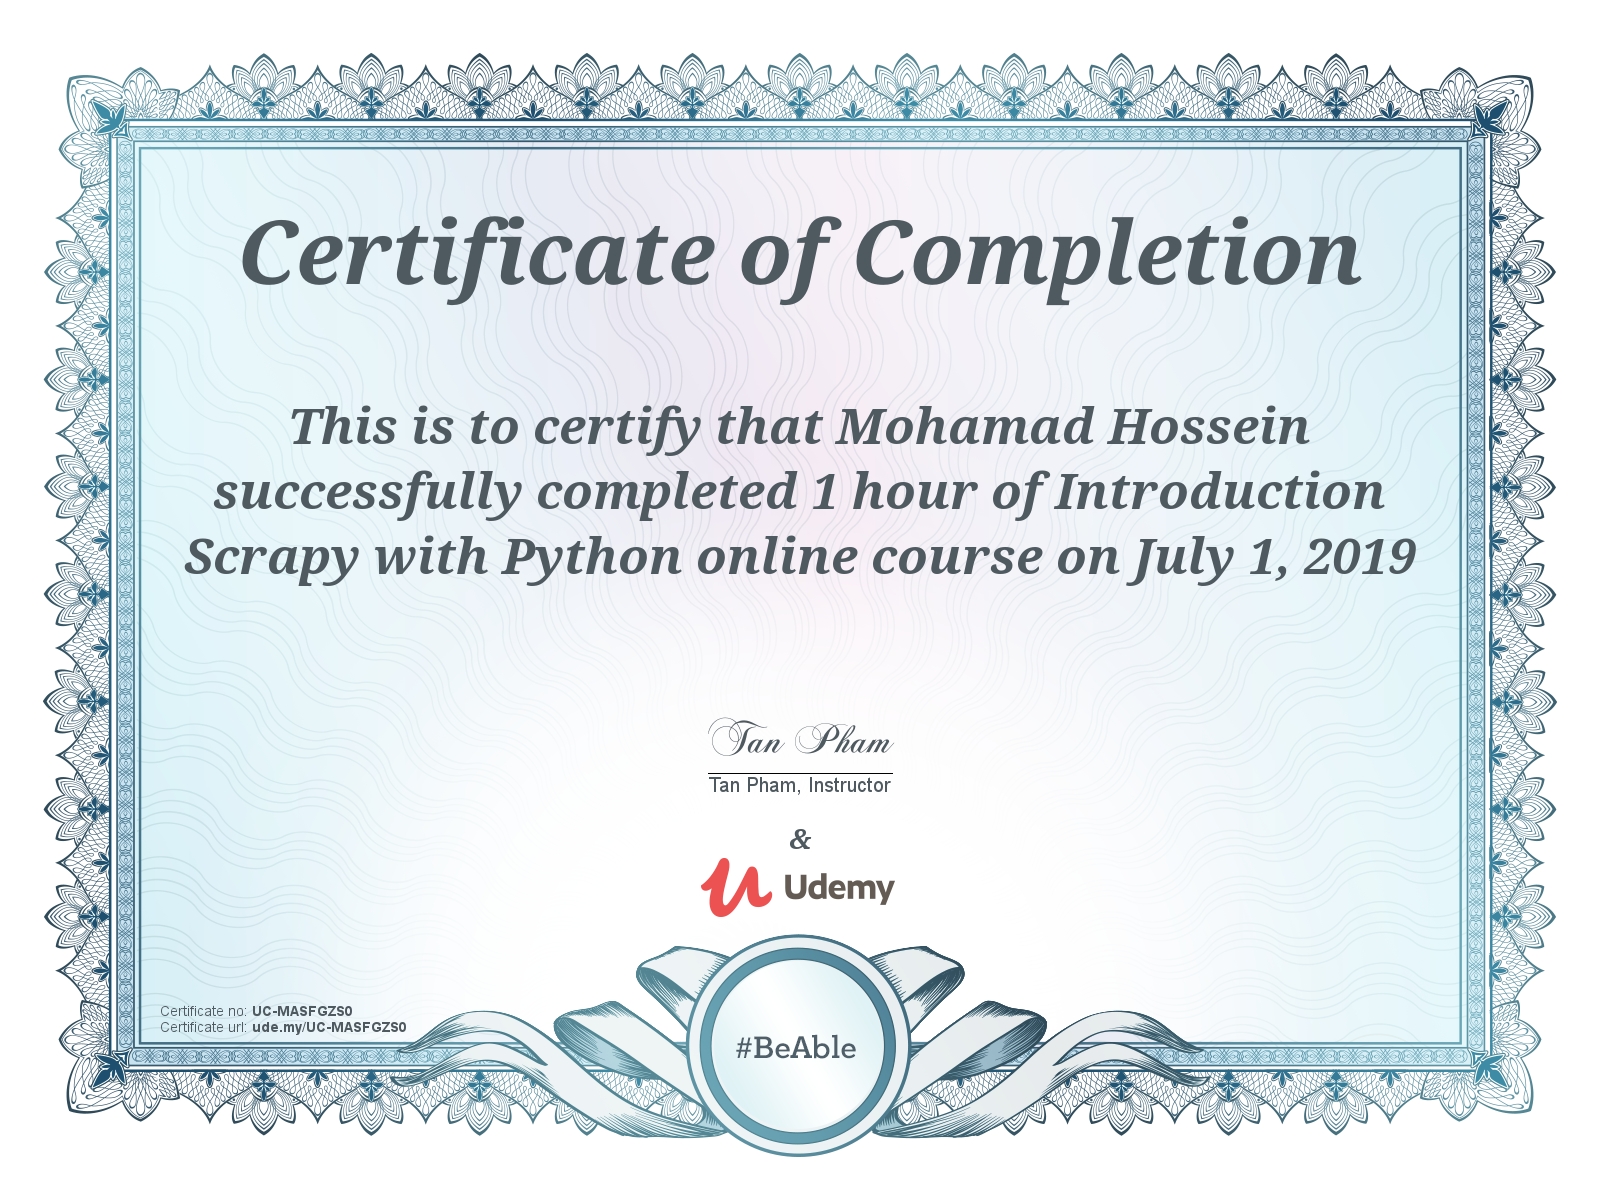 Certificate of Completion
This is to certify that Mohamad Hossein
successfully completed 1 hour of Introduction
Scrapy with Python online course on July 1, 2019
Tan Pham
Tan Pham, Instructor
&
Udemy
Certificate no: UC-MASFGZS0
Certificate url: ude.my/UC-MASFGZS0
#BeAble